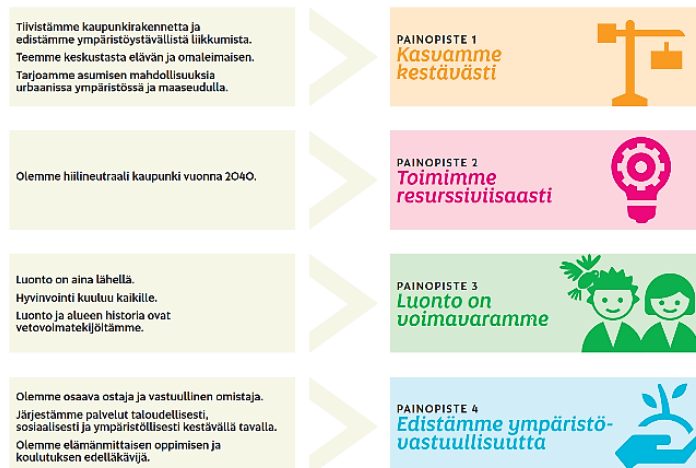 Tiivistämme kaupunkirakennetta ja
edistämme ympäristöystävällistä liikkumista.
Teemme keskustasta elävän ja omaleimaisen.
Tarjoamme asumisen mahdollisuuksia
urbaanissa ympäristössä ja maaseudulla.
PAINOPISTE 1
Kasvamme
kestävästi
Olemme hiilineutraali kaupunki vuonna 2040.
PAINOPISTE 2
Toimimme
resurssiviisaasti
Luonto on aina lähellä.
Hyvinvointi kuuluu kaikille.
Luonto ja alueen historia ovat
vetovoimatekijöitämme.
PAINOPISTE 3
Luonto on
voimavaramme
Olemme osaava ostaja ja vastuullinen omistaja.
Järjestämme palvelut taloudellisesti,
sosiaalisesti ja ympäristöllisesti kestävällä tavalla.
Olemme elämänmittaisen oppimisen ja
koulutuksen edelläkävijä.
PAINOPISTE 4
Edistämme ympäristö-
vastuullisuutta